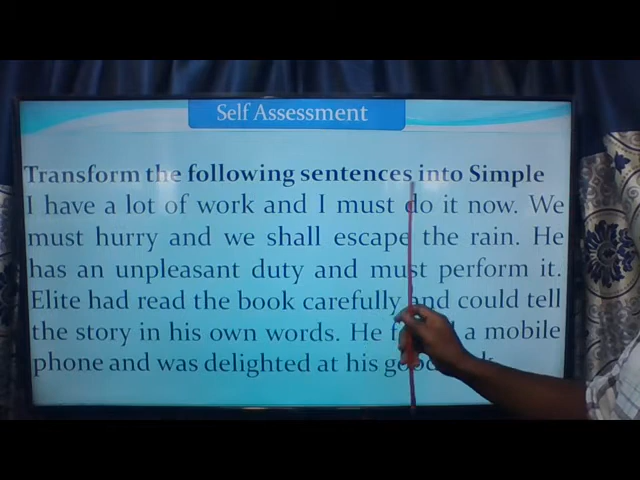 Self Assessment
Transform the following sentences into Simple
I have a lot of work and I must do it now. We
must hurry and we shall escape the rain. He
has an unpleasant duty and must perform it.
Elite had read the book carefully and could tell
the story in his own words. He a mobile
phone and was delighted at his